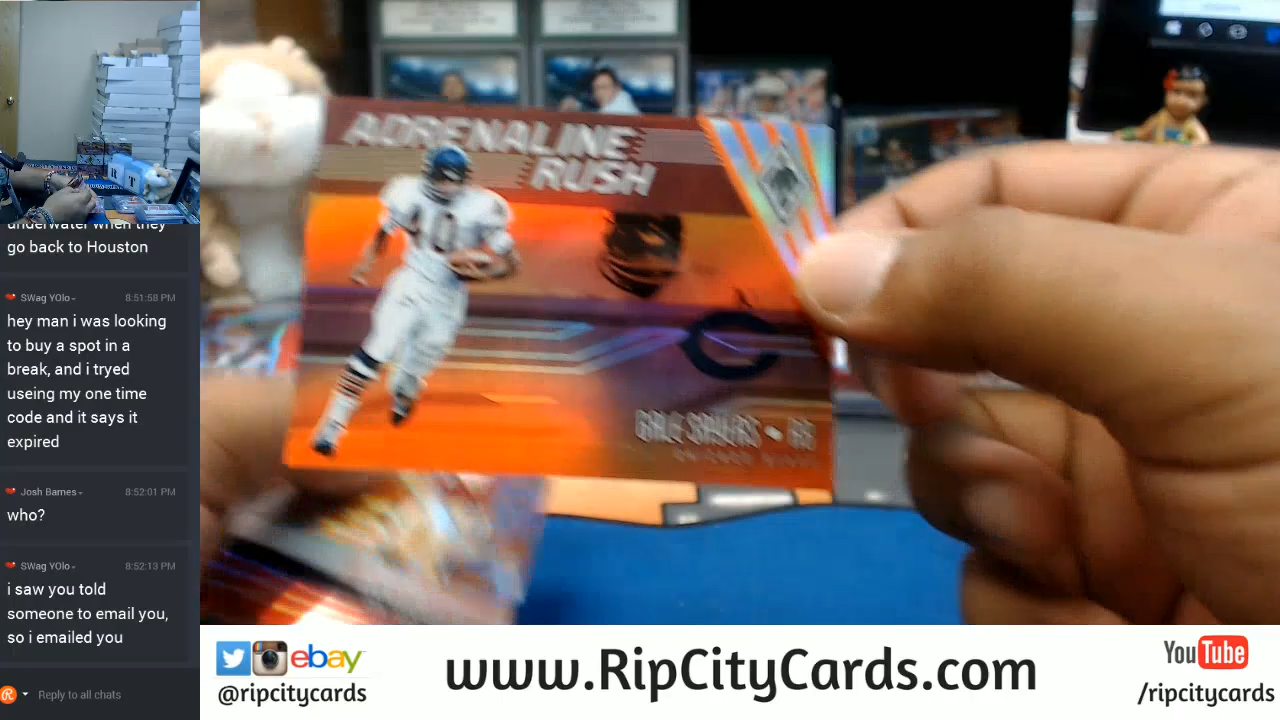 underwater when they
go back to Houston
SWag YOlo
8:51:58 PM
hey man i was looking
to buy a spot in a
break, and i tryed
useing my one time
code and it says it
expired
Josh Barnes
8:52:01 PM
who?
SWag YOlo
8:52:13 PM
i saw you told
someone to email you,
so i emailed you
Reply to all chats
ADRENALINE
RUSH
40
GALE SAYERS
ebay
@ripcitycards
www.RipCityCards.com
YouTube
/ripcitycards